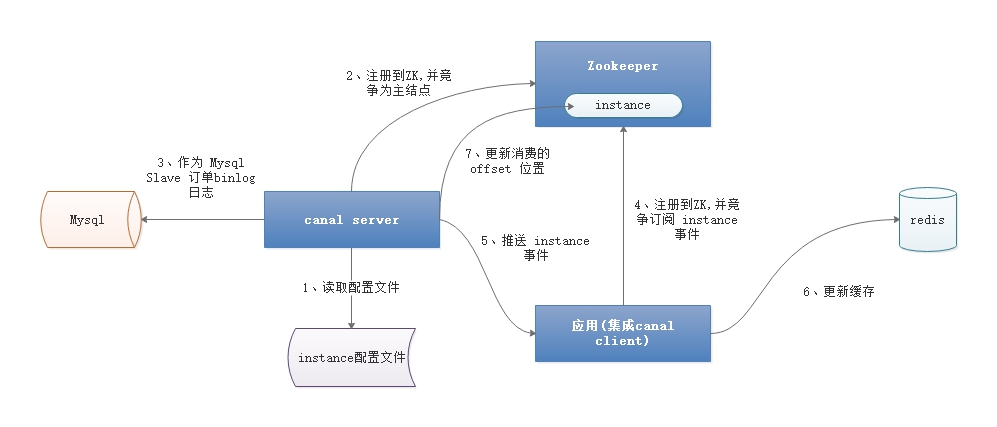 Zookeeper
instance
2、注册到ZK,并竞
争为主结点
7、更新消费的
offset 位置
3、作为 Mysql
Slave 订单binlog
日志
Mysql
canal server
4、注册到ZK,并竞
争订阅 instance
事件
redis
5、推送 instance
事件
1、读取配置文件
6、更新缓存
应用(集成canal
client)
instance配置文件